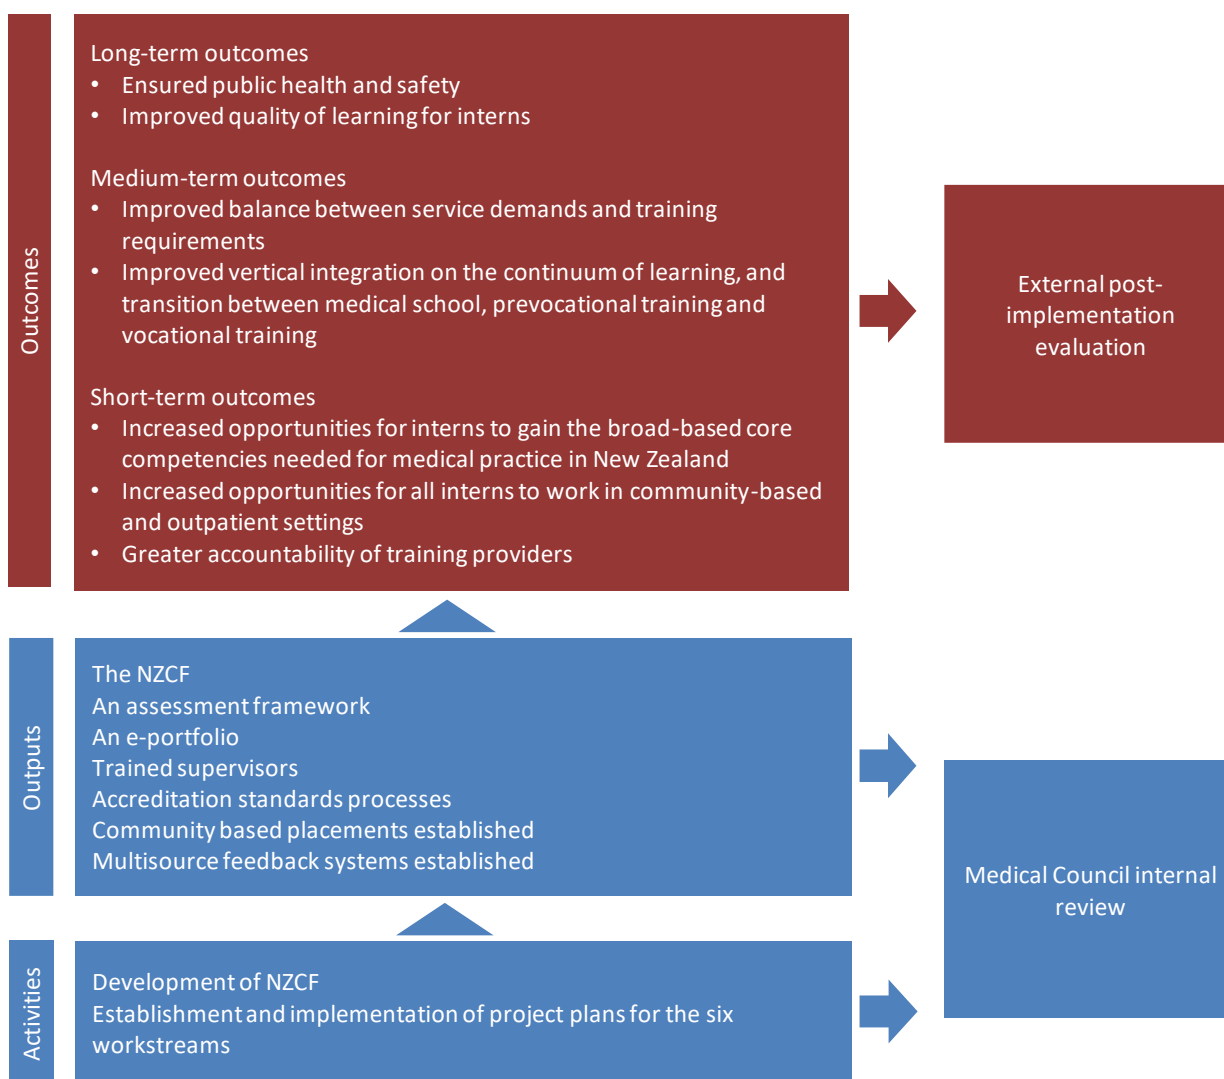 Outcomes
Long-term outcomes
• Ensured public health and safety
• Improved quality of learning for interns
Medium-term outcomes
• Improved balance between service demands and training
requirements
• Improved vertical integration on the continuum of learning, and
transition between medical school, prevocational training and
vocational training
Short-term outcomes
• Increased opportunities for interns to gain the broad-based core
competencies needed for medical practice in New Zealand
• Increased opportunities for all interns to work in community-based
and outpatient settings
• Greater accountability of training providers
External post-
implementation
evaluation
Outputs
The NZCF
An assessment framework
An e-portfolio
Trained supervisors
Accreditation standards processes
Community based placements established
Multisource feedback systems established
Medical Council internal
review
Activities
Development of NZCF
Establishment and implementation of project plans for the six
workstreams